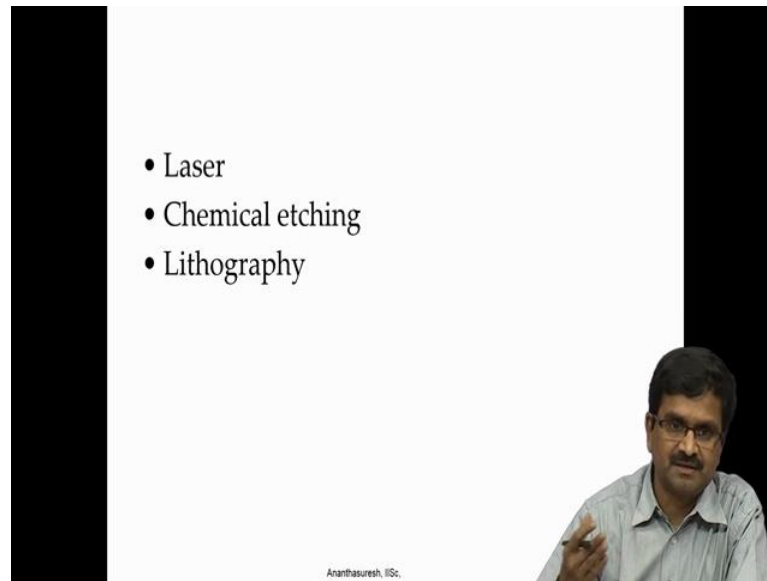 • Laser
• Chemical etching
• Lithography
Ananthasuresh, IISc,